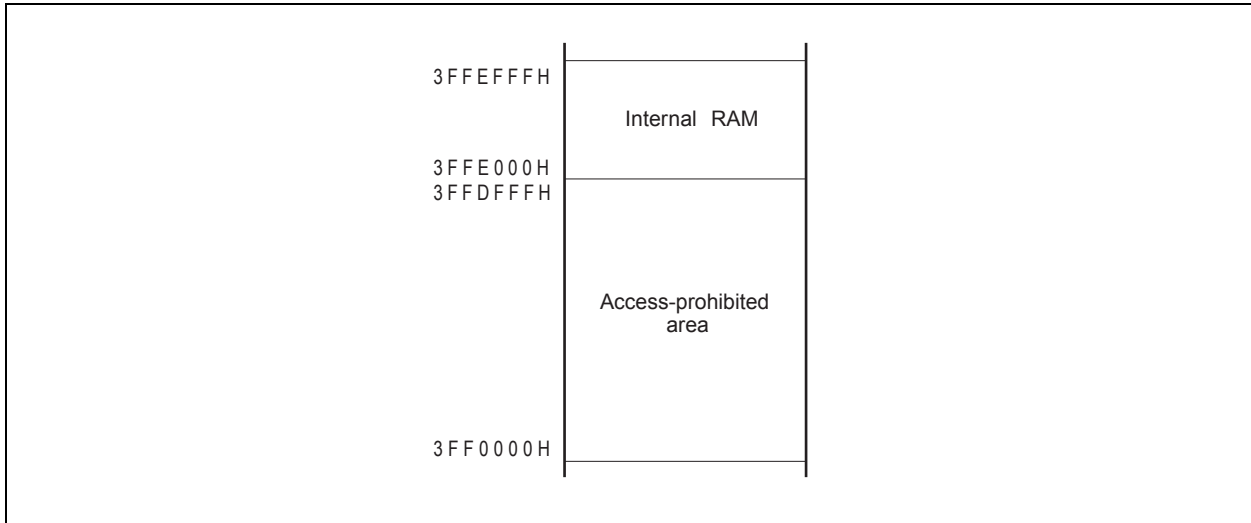 3FFEFFFH
Internal RAM
3FFE000H
3FFDFFFH
Access-prohibited
area
3FF0000H